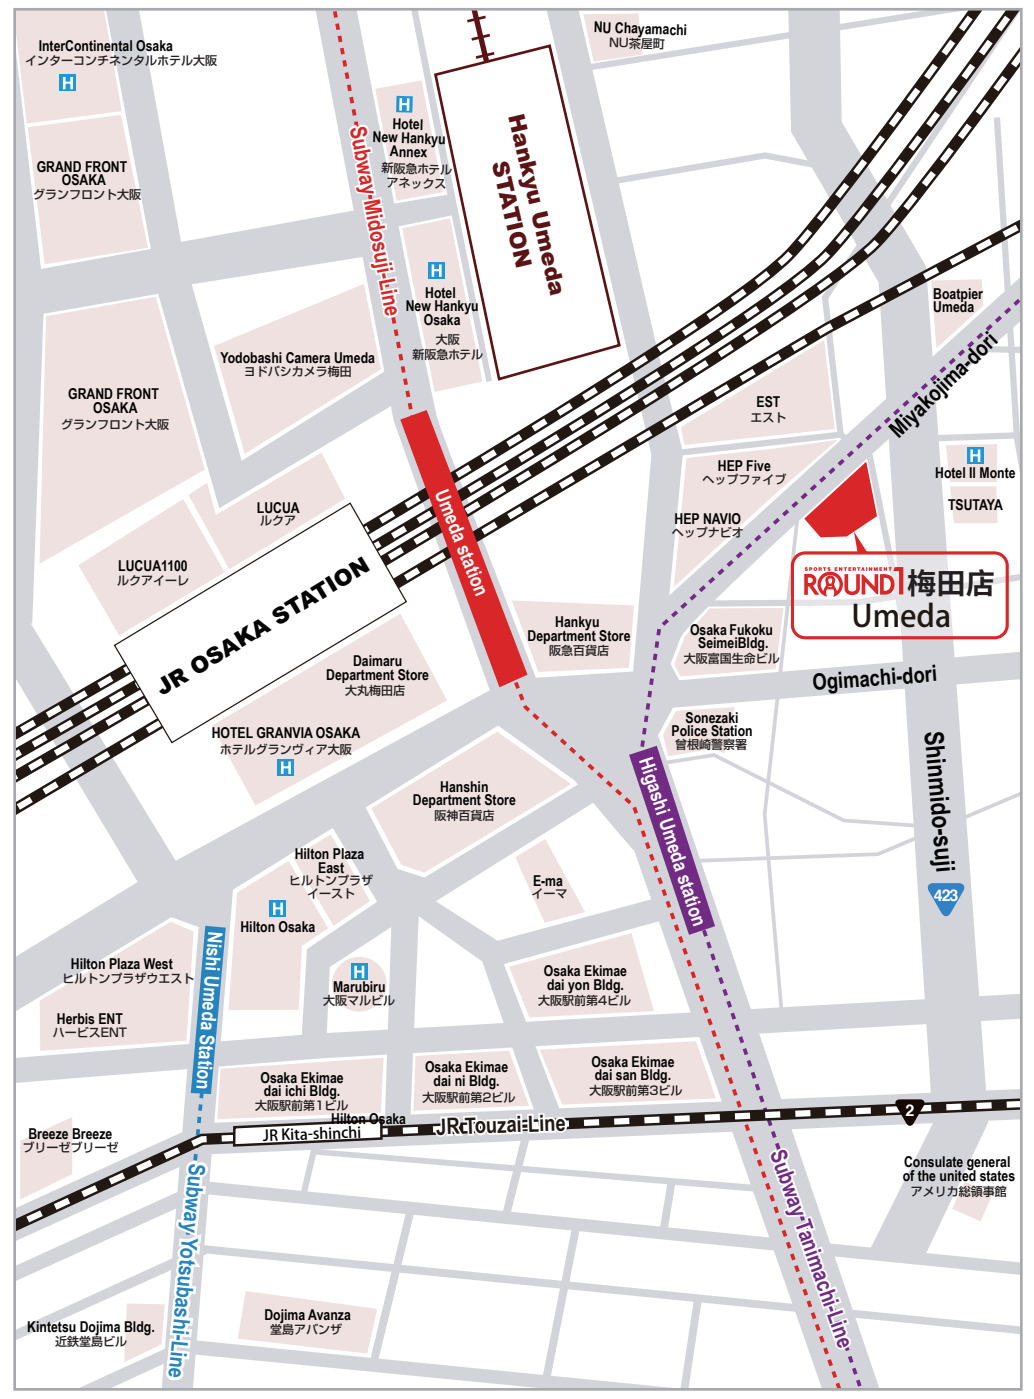 InterContinental Osaka
インターコンチネンタルホテル大阪
H
NU Chayamachi
NU茶屋町
GRAND FRONT
OSAKA
グランフロント大阪
H
Hotel
New Hankyu
Annex
新阪急ホテル
アネックス
Subway-Midosuji-Line
Hankyu Umeda
STATION
H
Hotel
New Hankyu
Osaka
大阪
新阪急ホテル
Boatpier
Umeda
Yodobashi Camera Umeda
ヨドバシカメラ梅田
GRAND FRONT
OSAKA
グランフロント大阪
EST
エスト
Miyakojima-dori
HEP Five
ヘップファイブ
H
Hotel Il Monte
TSUTAYA
LUCUA
ルクア
HEP NAVIO
ヘップナビオ
LUCUA1100
ルクアイーレ
Umeda station
JR OSAKA STATION
SPORTS ENTERTAINMENT
ROUND1梅田店
Umeda
Hankyu
Department Store
阪急百貨店
Osaka Fukoku
SeimeiBldg.
大阪富国生命ビル
Daimaru
Department Store
大丸梅田店
Ogimachi-dori
HOTEL GRANVIA OSAKA
ホテルグランヴィア大阪
H
Sonezaki
Police Station
曽根崎警察署
Shinmido-suji
423
Hanshin
Department Store
阪神百貨店
Higashi Umeda station
Hilton Plaza
East
ヒルトンプラザ
イースト
E-ma
イーマ
H
Hilton Osaka
Nishi Umeda Station
Hilton Plaza West
ヒルトンプラザウエスト
H
Marubiru
大阪マルビル
Osaka Ekimae
dai yon Bldg.
大阪駅前第4ビル
Herbis ENT
ハービスENT
Osaka Ekimae
dai ichi Bldg.
大阪駅前第1ビル
Osaka Ekimae
dai ni Bldg.
大阪駅前第2ビル
Osaka Ekimae
dai san Bldg.
大阪駅前第3ビル
Hilton Osaka
JR Kita-shinchi
JR-Touzai-Line
2
Breeze Breeze
ブリーゼブリーゼ
Consulate general
of the united states
アメリカ総領事館
Subway-Yotsubashi-Line
Subway-Tanimachi-Line
Kintetsu Dojima Bldg.
近鉄堂島ビル
Dojima Avanza
堂島アバンザ